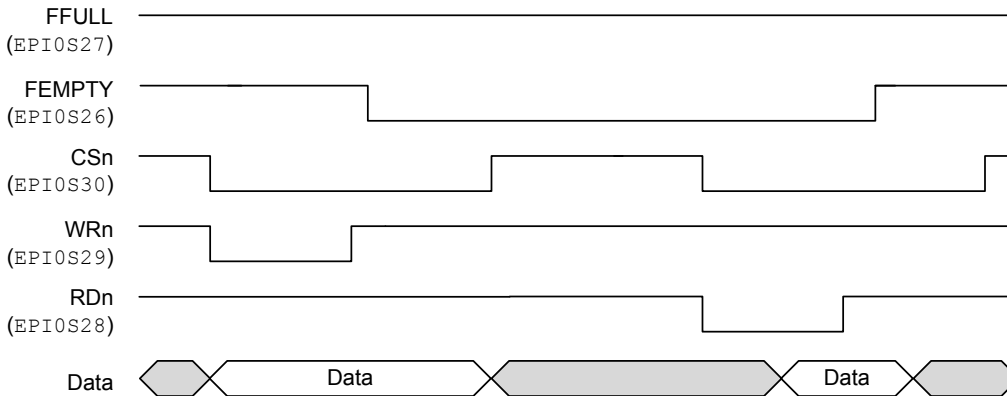 FFULL
(EPI0S27)
FEMPTY
(EPI0S26)
CSn
(EPI0S30)
WRn
(EPI0S29)
RDn
(EPI0S28)
Data Data Data